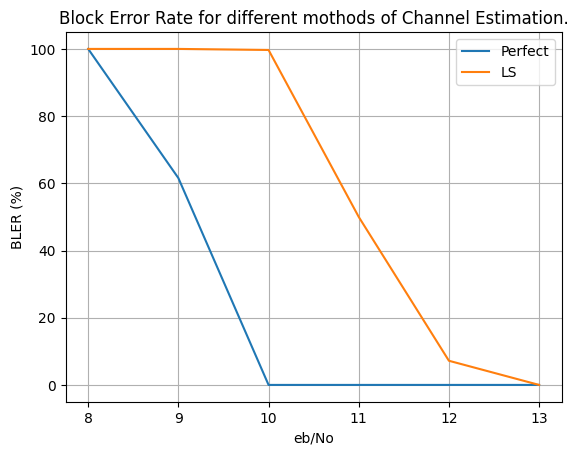 Block Error Rate for different mothods of Channel Estimation.
Perfect
LS
100
80
60
40
20
0
BLER (%)
8 9 10 11 12 13
eb/No